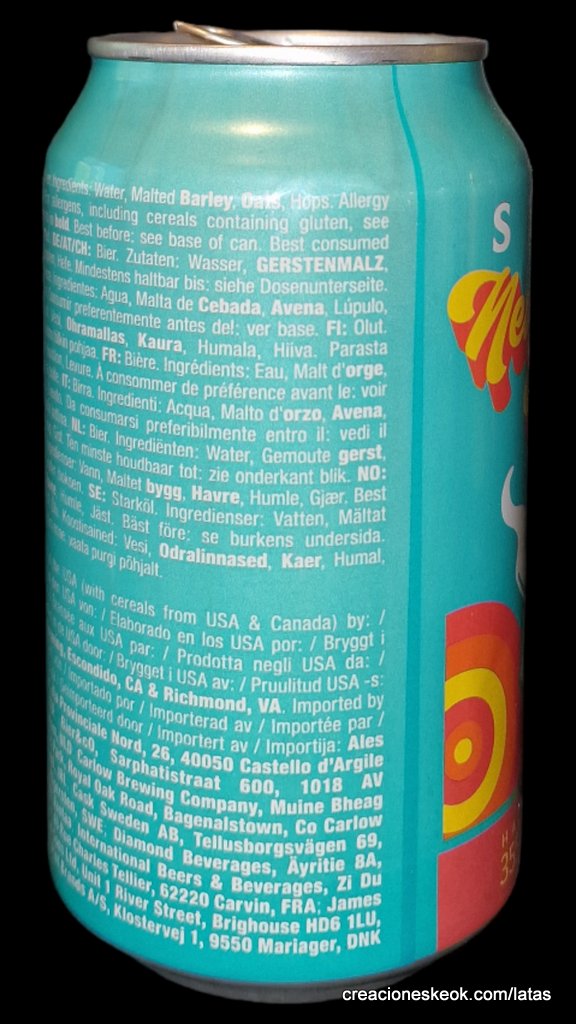 Ingredients: Water, Malted Barley, Oats, Hops. Allergy
allergens, including cereals containing gluten, see
in bold. Best before: see base of can. Best consumed
DE/AT/CH: Bier. Zutaten: Wasser, GERSTENMALZ,
Hefe. Mindestens haltbar bis: siehe Dosenunterseite.
Ingredientes: Agua, Malta de Cebada, Avena, Lúpulo,
preferentemente antes del: ver base. FI: Olut.
Ohramallas, Kaura, Humala, Hiiva. Parasta
pohjaa. FR: Bière. Ingrédients: Eau, Malt d'orge,
Levure. À consommer de préférence avant le: voir
IT: Birra. Ingredienti: Acqua, Malto d'orzo, Avena,
Da consumarsi preferibilmente entro il: vedi il
NL: Bier. Ingrediënten: Water, Gemoute gerst,
Ten minste houdbaar tot: zie onderkant blik. NO:
Vann, Maltet bygg, Havre, Humle, Gjær. Best
SE: Starköl. Ingredienser: Vatten, Mältat
Humle, Jäst. Bäst före: se burkens undersida.
Koostisained: Vesi, Odralinnased, Kaer, Humal,
vaata purgi põhjalt.
USA (with cereals from USA & Canada) by: /
USA von: / Elaborado en los USA por: / Bryggt i
aux USA par: / Prodotta negli USA da: /
USA door: / Brygget i USA av: / Pruulitud USA -s:
Escondido, CA & Richmond, VA. Imported by
Importado por / Importerad av / Importée par /
door / Importert av / Importija: Ales
Provinciale Nord, 26, 40050 Castello d'Argile
Bier&cO, Sarphatistraat 600, 1018 AV
Carlow Brewing Company, Muine Bheag
Royal Oak Road, Bagenalstown, Co Carlow
Cask Sweden AB, Tellusborgsvägen 69,
SWE; Diamond Beverages, Äyritie 8A,
International Beers & Beverages, Zi Du
Charles Tellier, 62220 Carvin, FRA; James
Ltd, Unit 1 River Street, Brighouse HD6 1LU,
A/S, Klostervej 1, 9550 Mariager, DNK
S
Me
H
35
creacioneskeok.com/latas